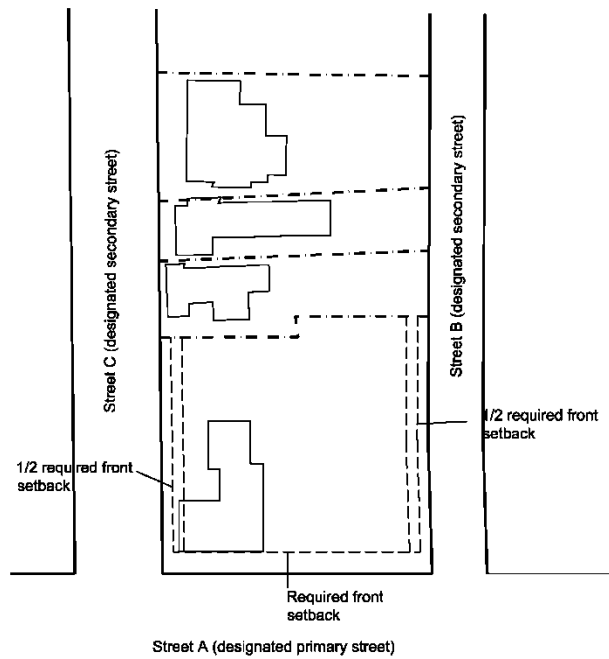 Street C (designated secondary street)
Street B (designated secondary street)
1/2 required front
setback
1/2 required front
setback
Required front
setback
Street A (designated primary street)